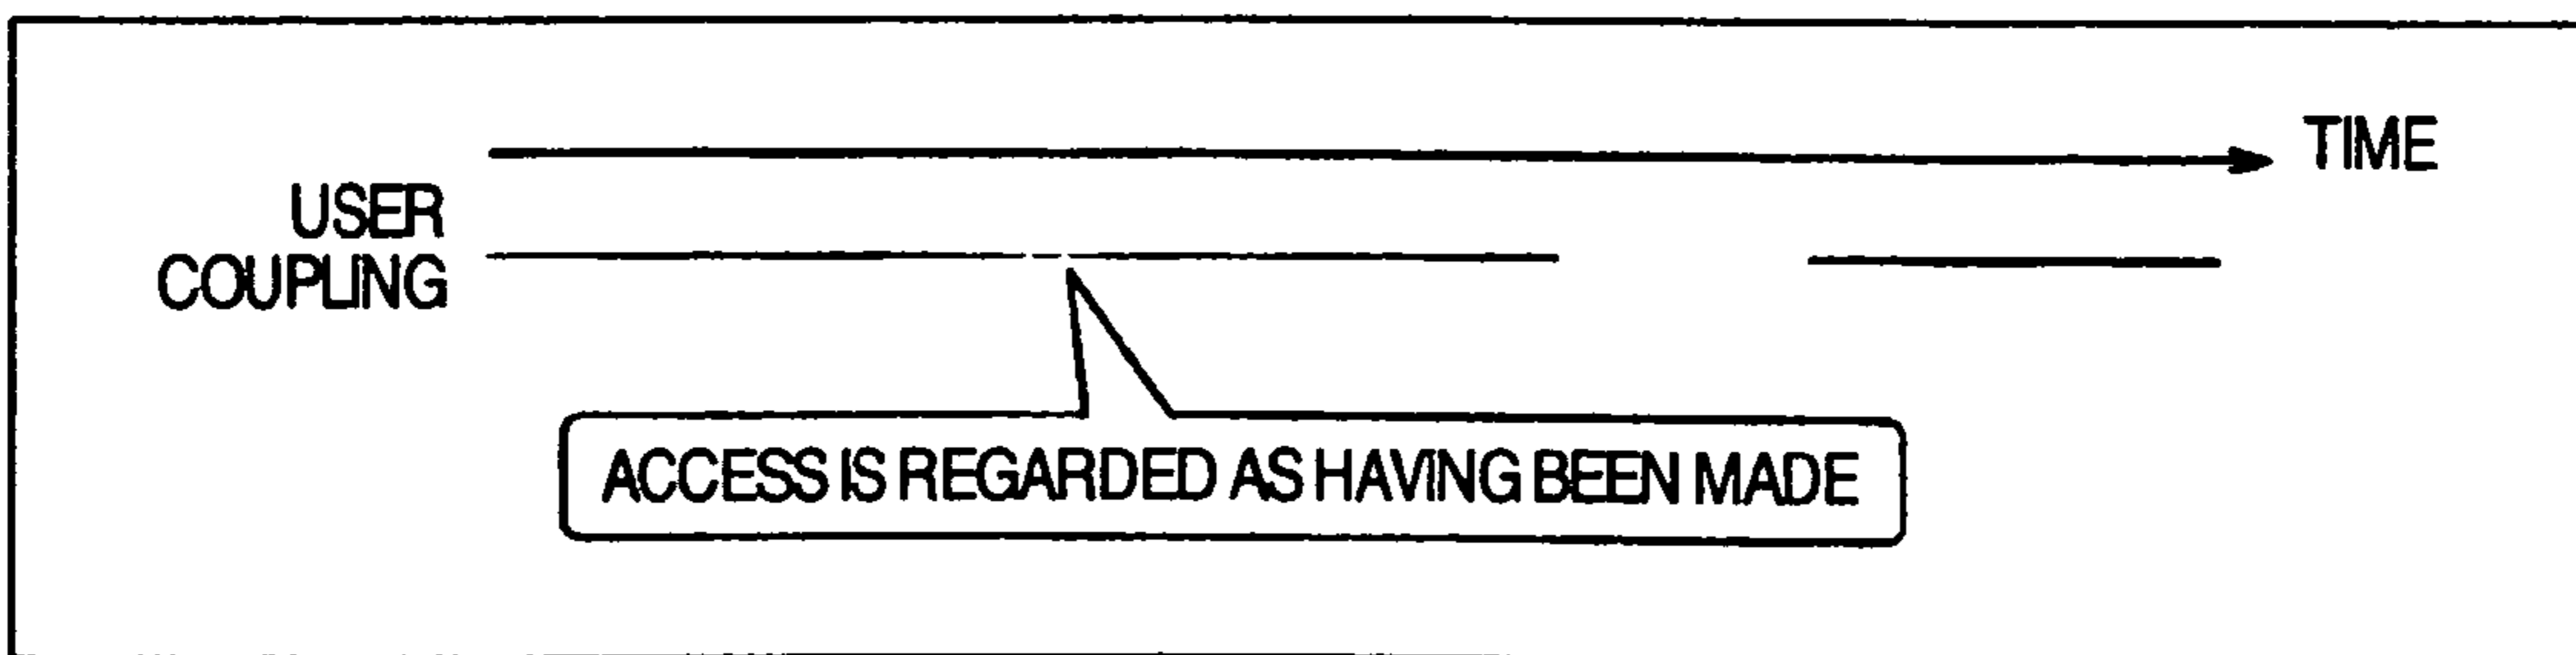 TIME
USER
COUPLING
ACCESS IS REGARDED AS HAVING BEEN MADE